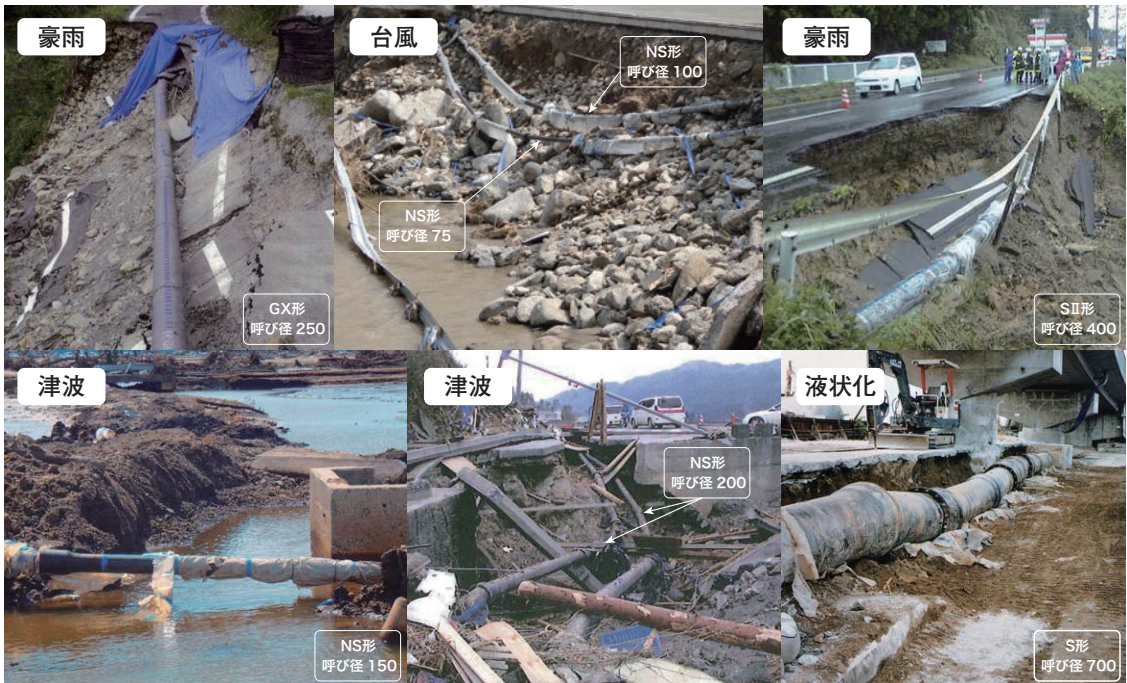 豪雨
GX形
呼び径 250
台風
NS形
呼び径 100
NS形
呼び径 75
豪雨
SⅡ形
呼び径 400
津波
NS形
呼び径 150
津波
NS形
呼び径 200
液状化
S形
呼び径 700